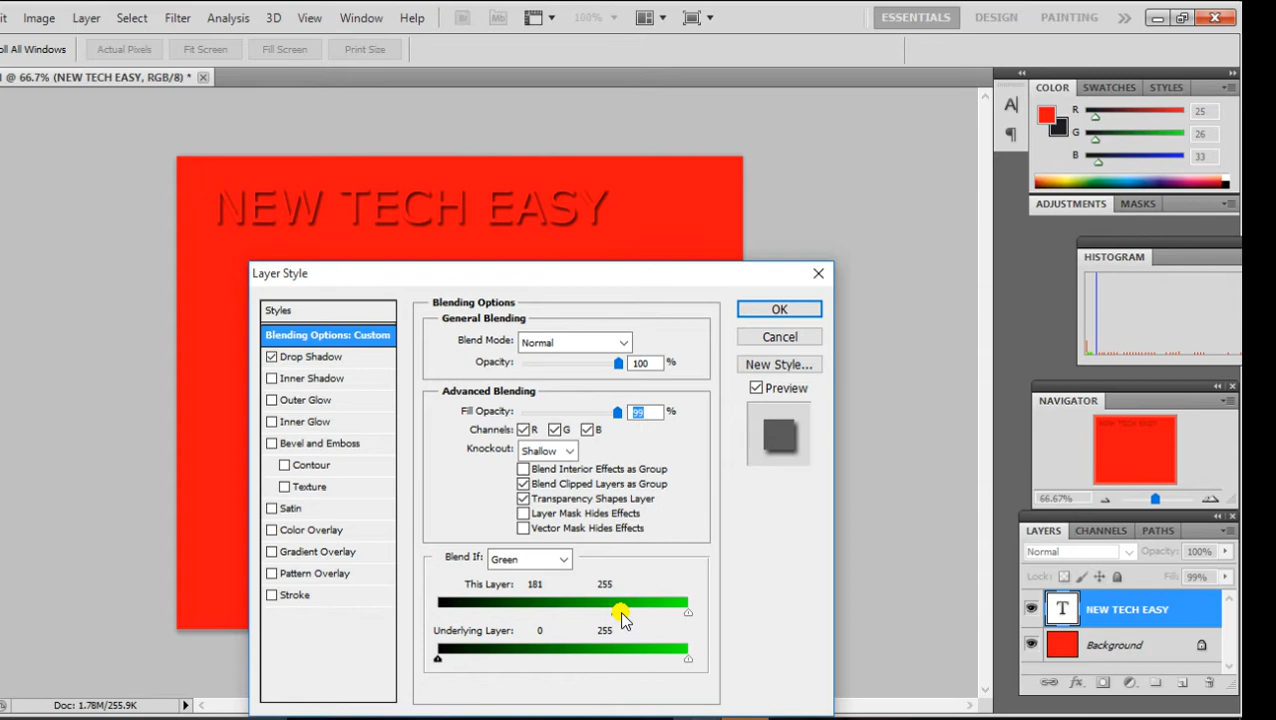 Image Layer Select Filter Analysis 3D View Window Help Br Mb 100% ESSENTIALS DESIGN PAINTING
oll All Windows Actual Pixels Fit Screen Fill Screen Print Size
l @ 66.7% (NEW TECH EASY, RGB/8) *
COLOR SWATCHES STYLES
R 25
G 26
B 33
ADJUSTMENTS MASKS
HISTOGRAM
NEW TECH EASY
Layer Style
Styles
Blending Options: Custom
Drop Shadow
Inner Shadow
Outer Glow
Inner Glow
Bevel and Emboss
Contour
Texture
Satin
Color Overlay
Gradient Overlay
Pattern Overlay
Stroke
Blending Options
General Blending
Blend Mode: Normal
Opacity: 100 %
Advanced Blending
Fill Opacity: 99 %
Channels: R G B
Knockout: Shallow
Blend Interior Effects as Group
Blend Clipped Layers as Group
Transparency Shapes Layer
Layer Mask Hides Effects
Vector Mask Hides Effects
Blend If: Green
This Layer: 181 255
Underlying Layer: 0 255
OK
Cancel
New Style...
Preview
NAVIGATOR
NEW TECH EASY
66.67%
LAYERS CHANNELS PATHS
Normal Opacity: 100%
Lock: Fill: 99%
T NEW TECH EASY
Background
fx
Doc: 1.78M/255.9K